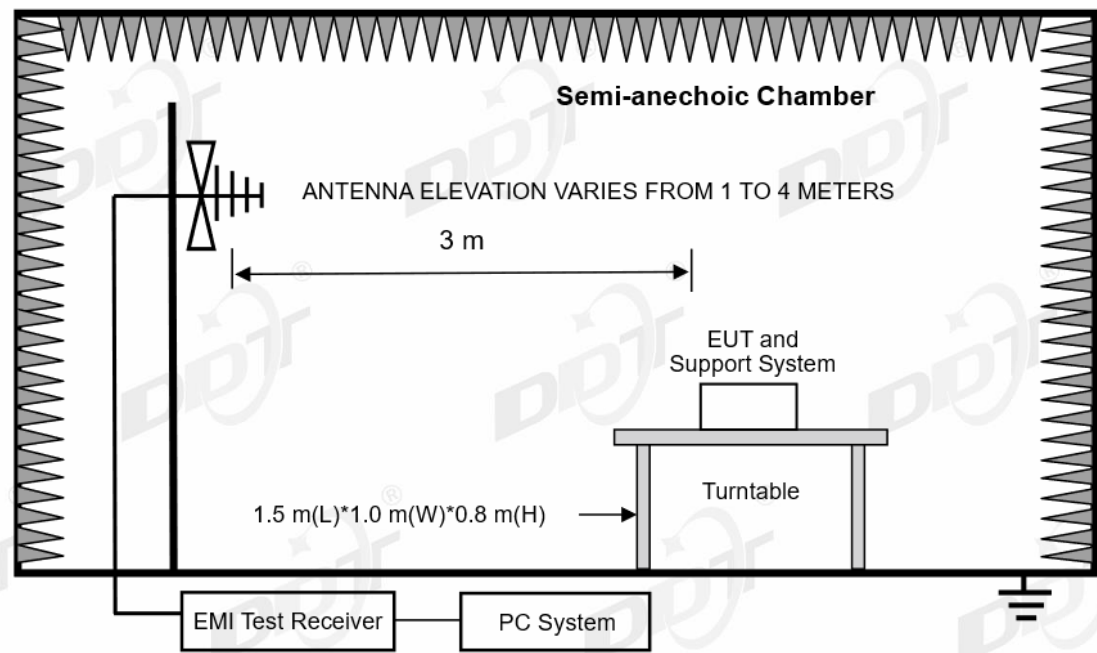 Semi-anechoic Chamber
ANTENNA ELEVATION VARIES FROM 1 TO 4 METERS
3 m
EUT and
Support System
Turntable
1.5 m(L)*1.0 m(W)*0.8 m(H)
EMI Test Receiver
PC System
DDT
®